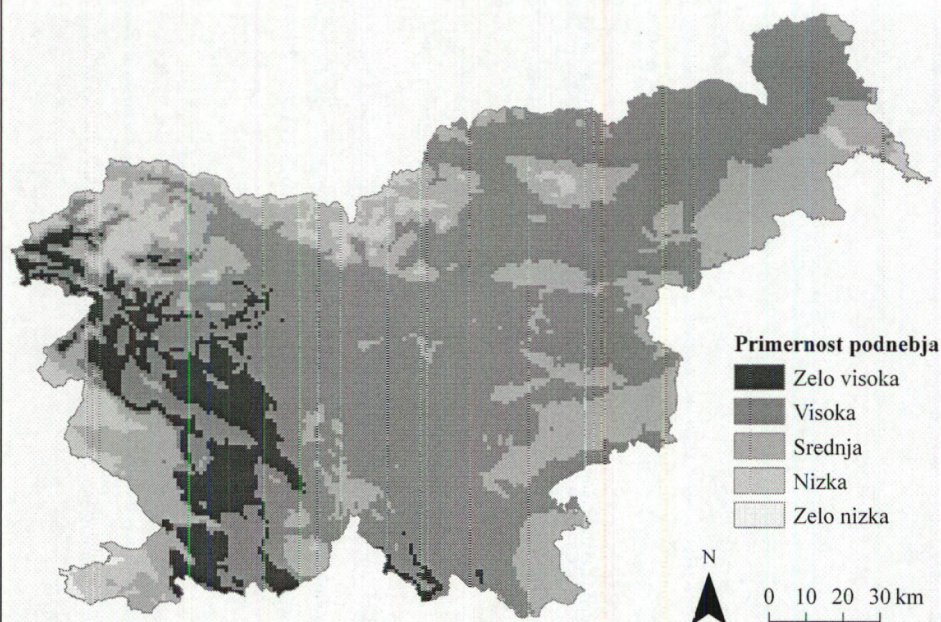 Primernost podnebja
Zelo visoka
Visoka
Srednja
Nizka
Zelo nizka
N
0 10 20 30 km